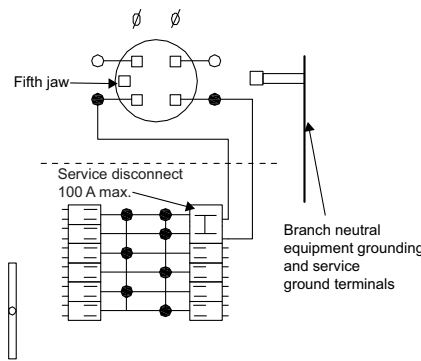 ϕ ϕ
Fifth jaw
Service disconnect
100 A max.
Branch neutral
equipment grounding
and service
ground terminals